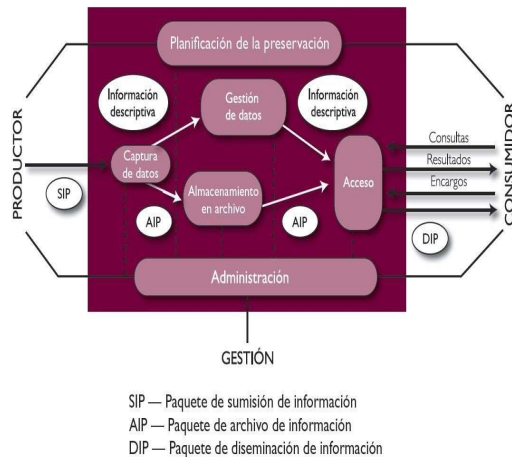 Planificación de la preservación
Información
descriptiva
Gestión
de datos
Información
descriptiva
PRODUCTOR
SIP
Captura
de datos
Almacenamiento
en archivo
AIP
AIP
Acceso
Consultas
Resultados
Encargos
DIP
CONSUMIDOR
Administración
GESTIÓN
SIP — Paquete de sumisión de información
AIP — Paquete de archivo de información
DIP — Paquete de diseminación de información